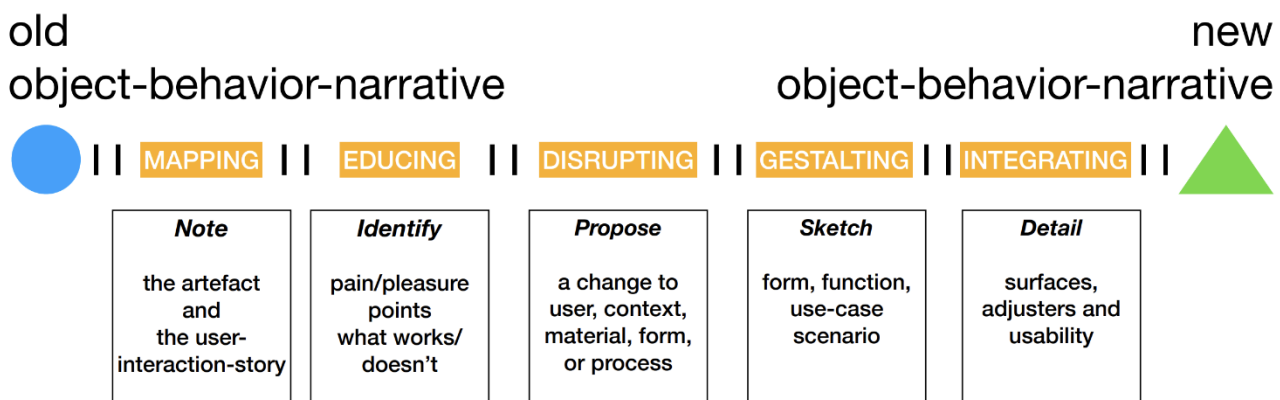 old
object-behavior-narrative
new
object-behavior-narrative
MAPPING
EDUCING
DISRUPTING
GESTALTING
INTEGRATING
Note
the artefact
and
the user-
interaction-story
Identify
pain/pleasure
points
what works/
doesn’t
Propose
a change to
user, context,
material, form,
or process
Sketch
form, function,
use-case
scenario
Detail
surfaces,
adjusters and
usability